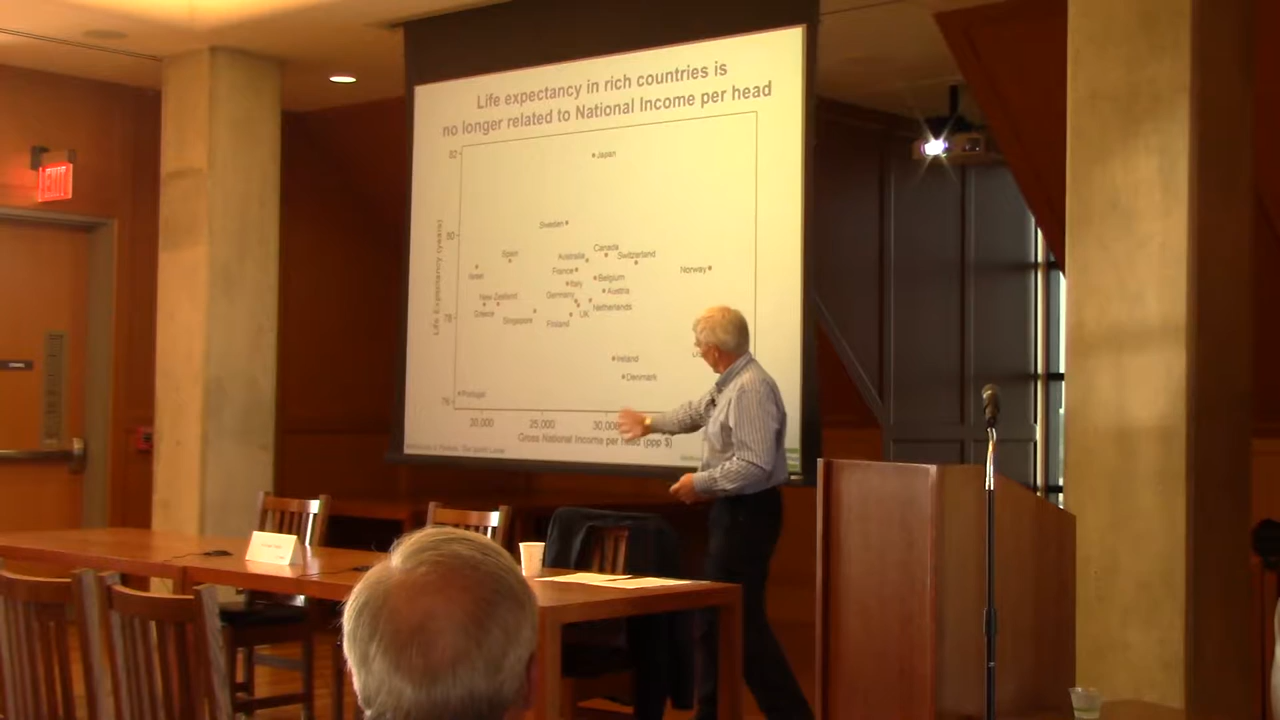 Life expectancy in rich countries is
no longer related to National Income per head
EXIT
82
Japan
Sweden
80
Canada
Spain
Australia
Switzerland
Israel
France
Belgium
Norway
Italy
Austria
New Zealand
Germany
Netherlands
Greece
UK
Singapore
Finland
78
Ireland
Denmark
Portugal
76
Life Expectancy (years)
20,000
25,000
30,000
Gross National Income per head (ppp $)